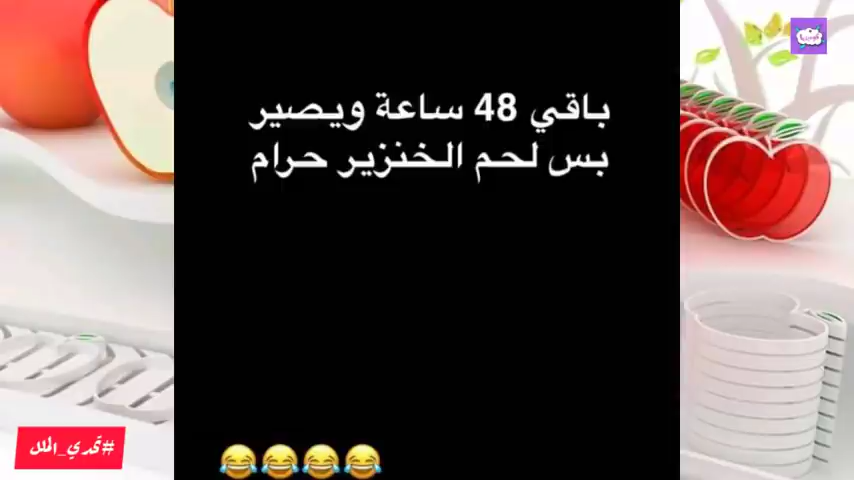 باقي 48 ساعة ويصير
بس لحم الخنزير حرام
😂😂😂😂
#تحدي_الملل